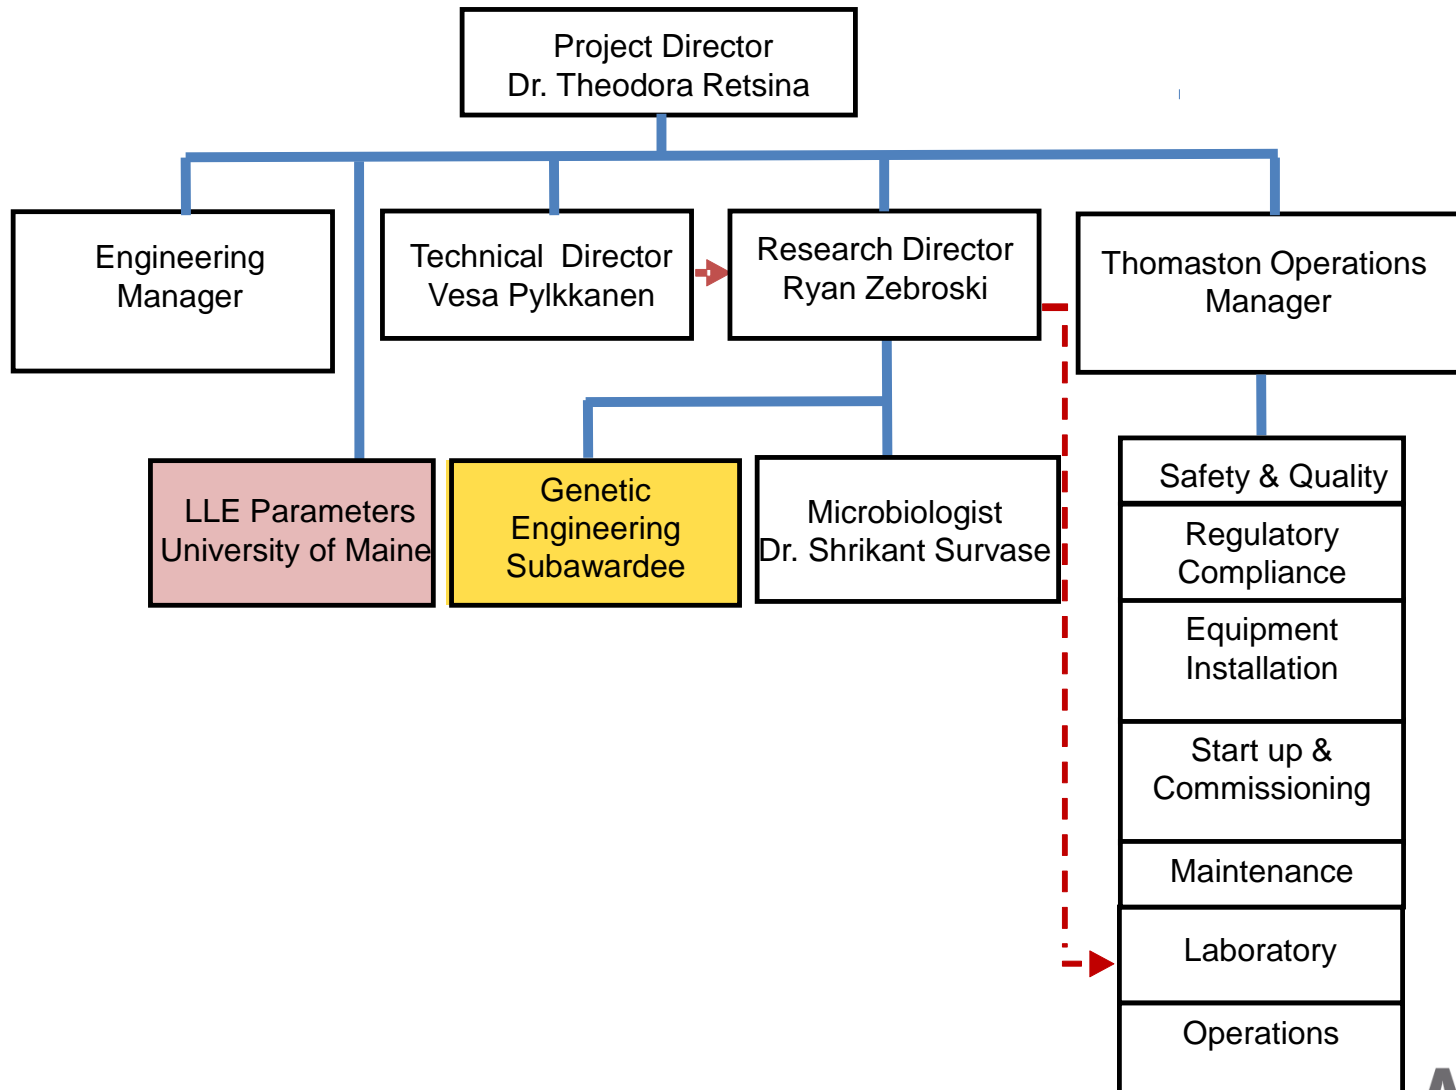 Project Director
Dr. Theodora Retsina
Engineering
Manager
Technical  Director
Vesa Pylkkanen
Research Director
Ryan Zebroski
Thomaston Operations
Manager
LLE Parameters
University of Maine
Genetic
Engineering
Subawardee
Microbiologist
Dr. Shrikant Survase
Safety & Quality
Regulatory
Compliance
Equipment
Installation
Start up &
Commissioning
Maintenance
Laboratory
Operations